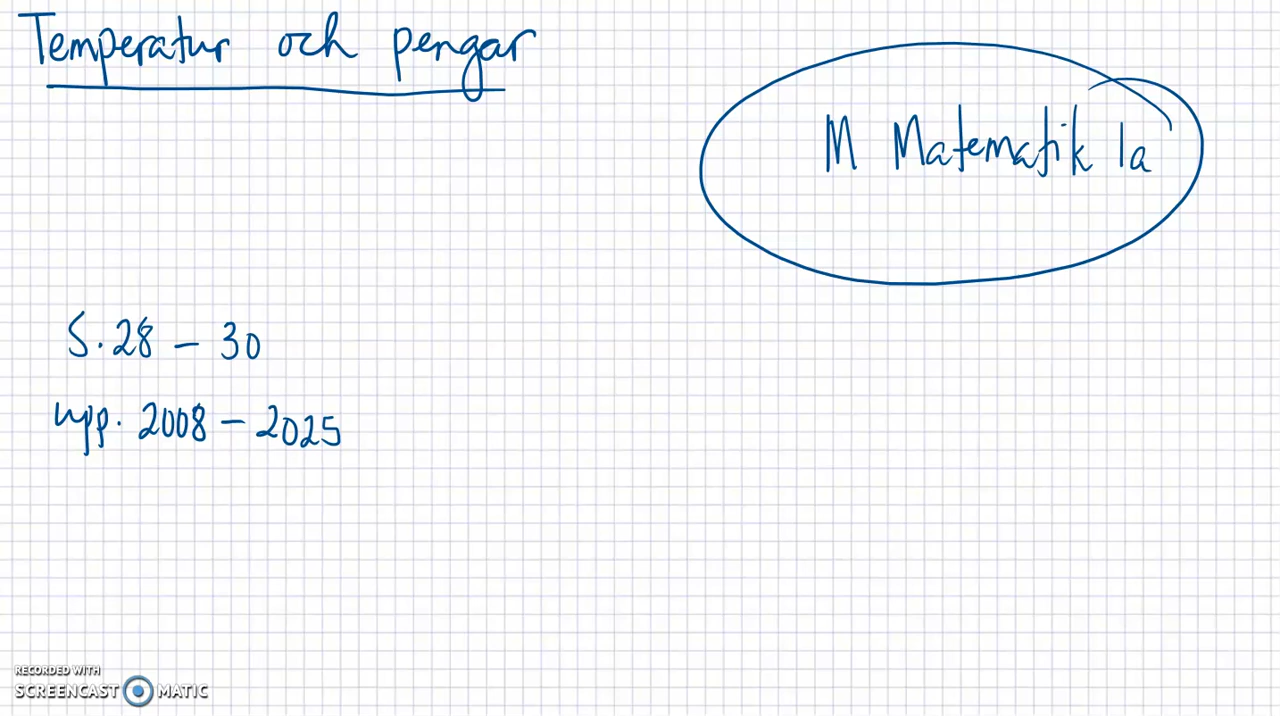 Temperatur och pengar
M Matematik 1a
S. 28 - 30
upp. 2008 - 2025
RECORDED WITH
SCREENCAST MATIC